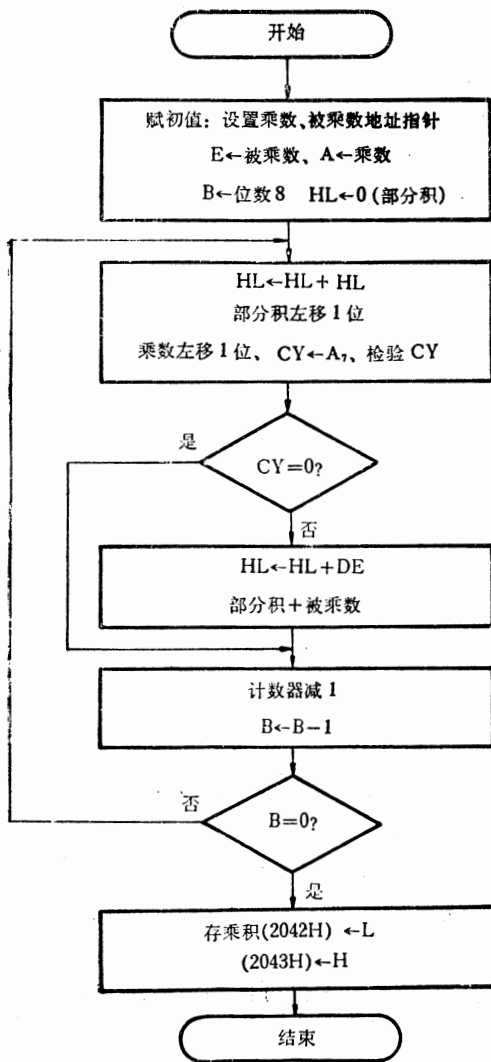 开始
赋初值：设置乘数、被乘数地址指针
E←被乘数、A←乘数
B←位数8 HL←0(部分积)
HL←HL+HL
部分积左移1位
乘数左移1位、CY←A₇、检验CY
是
CY=0?
否
HL←HL+DE
部分积+被乘数
计数器减1
B←B-1
否
B=0?
是
存乘积(2042H)←L
(2043H)←H
结束